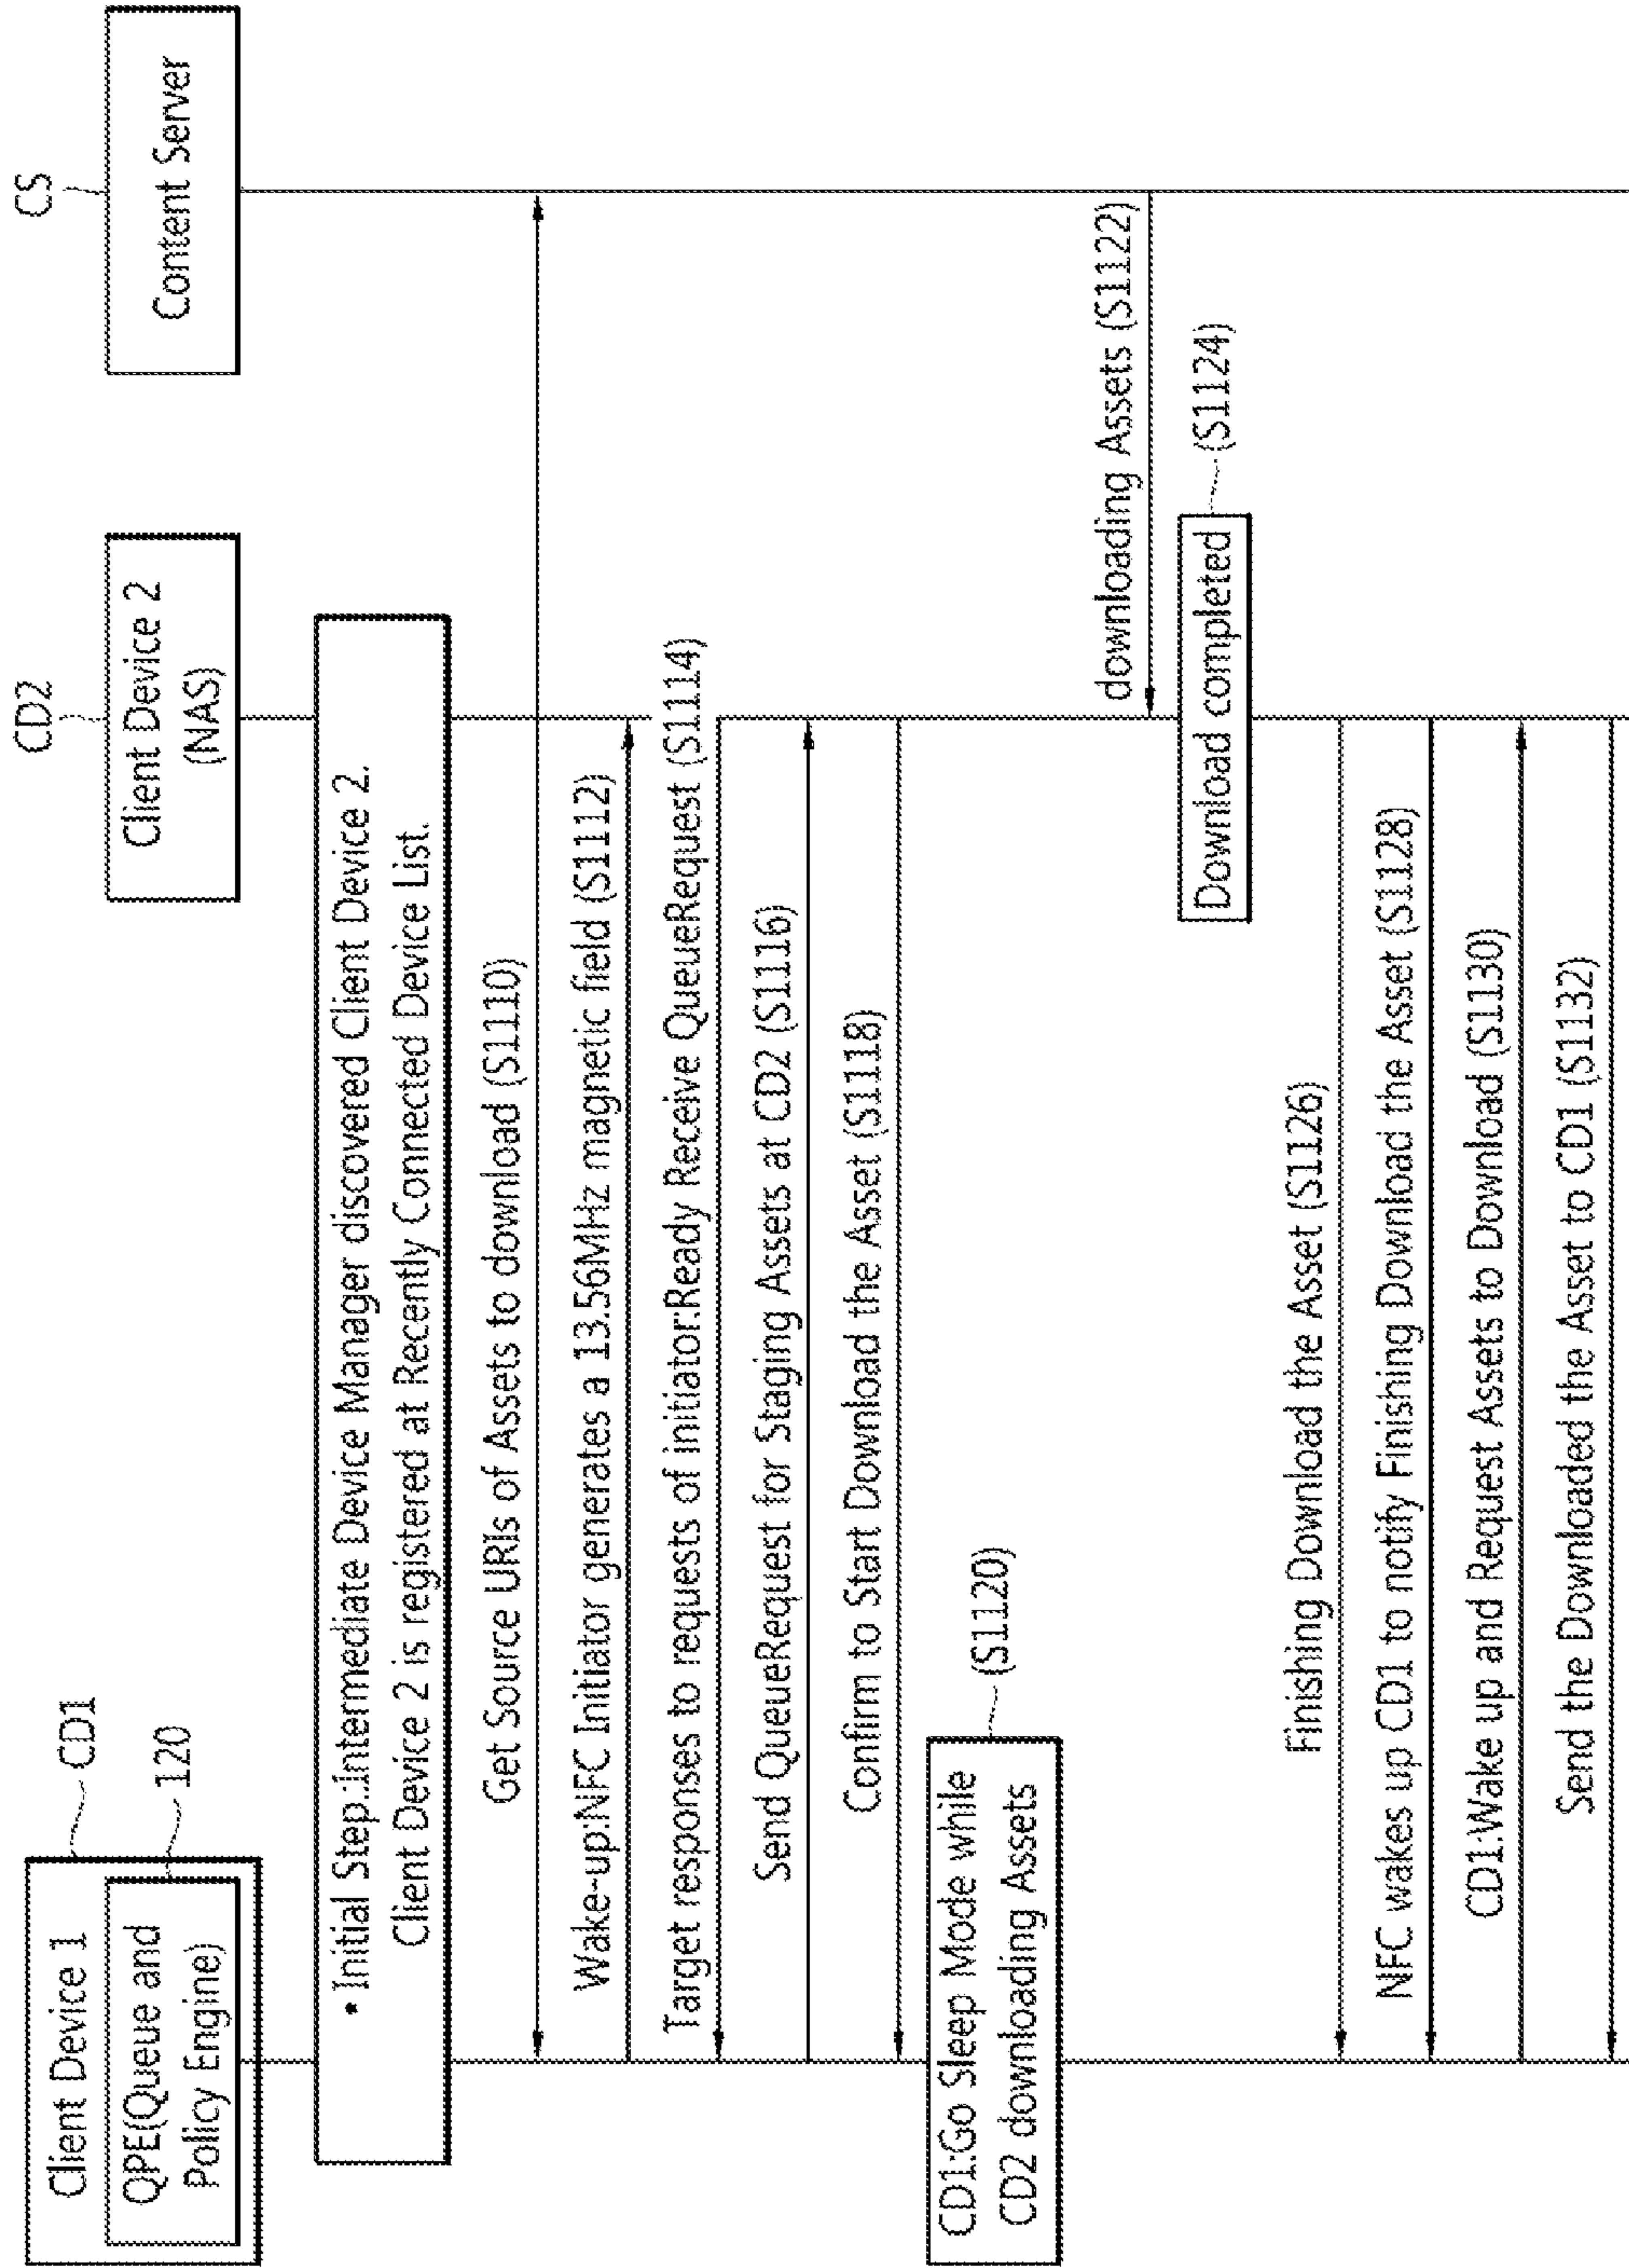 CD1
Client Device 1
120
QPE(Queue and
Policy Engine)
CD2
Client Device 2
(NAS)
CS
Content Server
• Initial Step:Intermediate Device Manager discovered Client Device 2.
Client Device 2 is registered at Recently Connected Device List.
Get Source URIs of Assets to download (S1110)
Wake-up:NFC Initiator generates a 13.56MHz magnetic field (S1112)
Target responses to requests of initiator:Ready Receive QueueRequest (S1114)
Send QueueRequest for Staging Assets at CD2 (S1116)
Confirm to Start Download the Asset (S1118)
CD1:Go Sleep Mode while
CD2 downloading Assets
(S1120)
downloading Assets (S1122)
Download completed
(S1124)
Finishing Download the Asset (S1126)
NFC wakes up CD1 to notify Finishing Download the Asset (S1128)
CD1:Wake up and Request Assets to Download (S1130)
Send the Downloaded the Asset to CD1 (S1132)